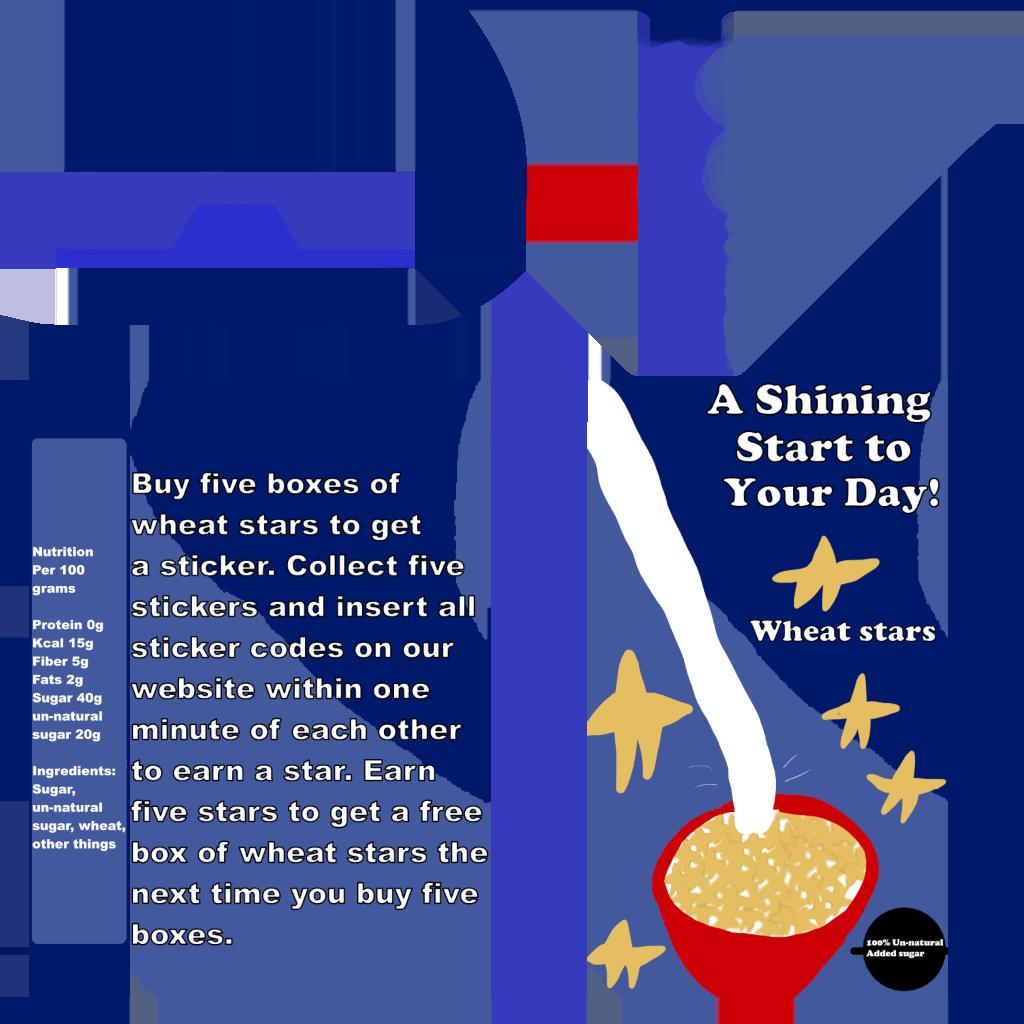 Nutrition
Per 100
grams
Protein 0g
Kcal 15g
Fiber 5g
Fats 2g
Sugar 40g
un-natural
sugar 20g
Ingredients:
Sugar,
un-natural
sugar, wheat,
other things
Buy five boxes of
wheat stars to get
a sticker. Collect five
stickers and insert all
sticker codes on our
website within one
minute of each other
to earn a star. Earn
five stars to get a free
box of wheat stars the
next time you buy five
boxes.
A Shining
Start to
Your Day!
Wheat stars
100% Un-natural
Added sugar